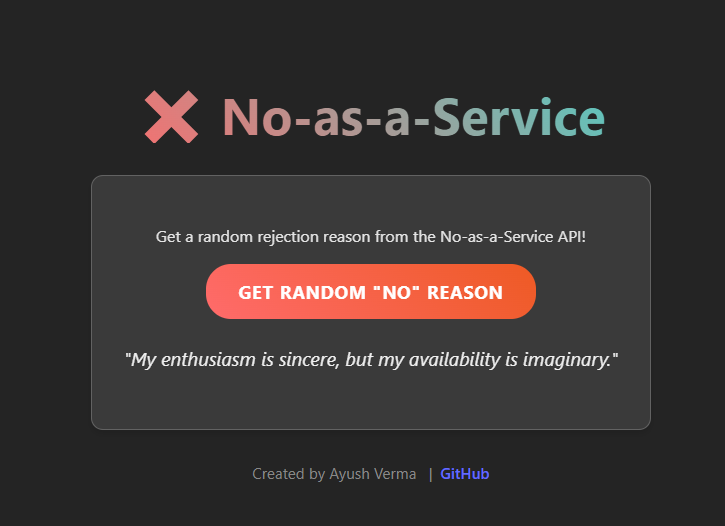 ❌ No-as-a-Service
Get a random rejection reason from the No-as-a-Service API!
GET RANDOM "NO" REASON
"My enthusiasm is sincere, but my availability is imaginary."
Created by Ayush Verma | GitHub